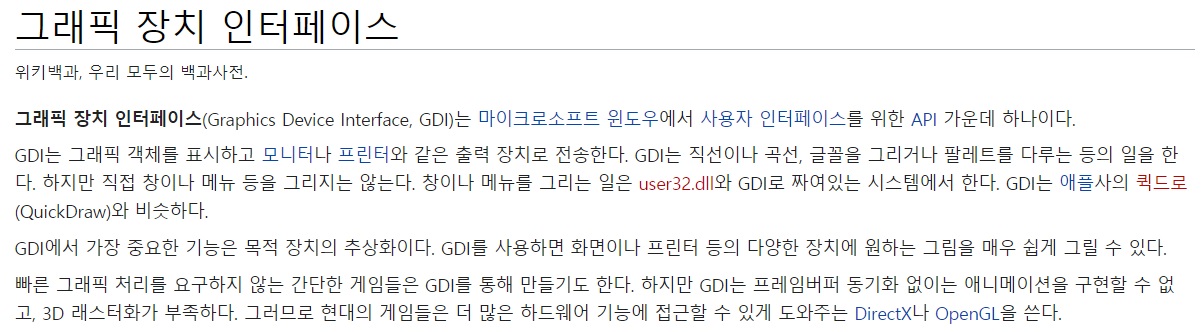 그래픽 장치 인터페이스
위키백과, 우리 모두의 백과사전.
그래픽 장치 인터페이스(Graphics Device Interface, GDI)는 마이크로소프트 윈도우에서 사용자 인터페이스를 위한 API 가운데 하나이다.
GDI는 그래픽 객체를 표시하고 모니터나 프린터와 같은 출력 장치로 전송한다. GDI는 직선이나 곡선, 글꼴을 그리거나 팔레트를 다루는 등의 일을 한
다. 하지만 직접 창이나 메뉴 등을 그리지는 않는다. 창이나 메뉴를 그리는 일은 user32.dll와 GDI로 짜여있는 시스템에서 한다. GDI는 애플사의 퀵드로
(QuickDraw)와 비슷하다.
GDI에서 가장 중요한 기능은 목적 장치의 추상화이다. GDI를 사용하면 화면이나 프린터 등의 다양한 장치에 원하는 그림을 매우 쉽게 그릴 수 있다.
빠른 그래픽 처리를 요구하지 않는 간단한 게임들은 GDI를 통해 만들기도 한다. 하지만 GDI는 프레임버퍼 동기화 없이는 애니메이션을 구현할 수 없
고, 3D 래스터화가 부족하다. 그러므로 현대의 게임들은 더 많은 하드웨어 기능에 접근할 수 있게 도와주는 DirectX나 OpenGL을 쓴다.